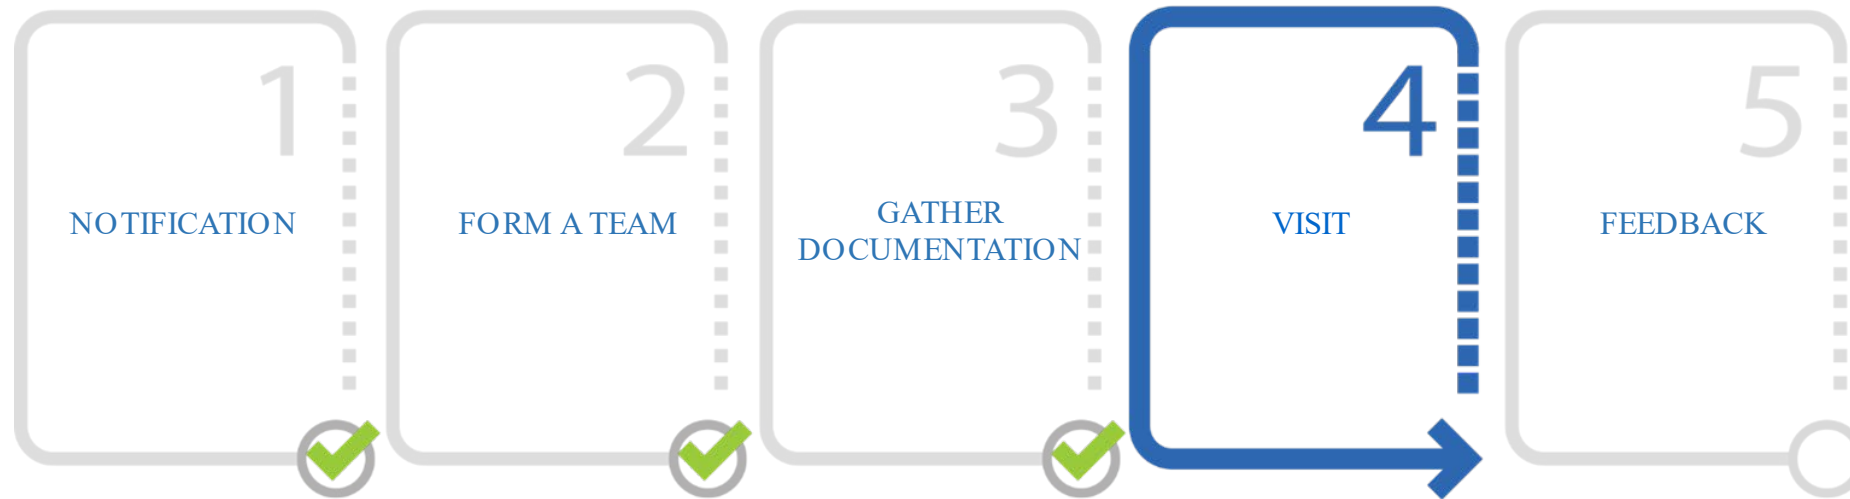 1
NOTIFICATION
2
FORM A TEAM
3
GATHER
DOCUMENTATION
4
VISIT
5
FEEDBACK